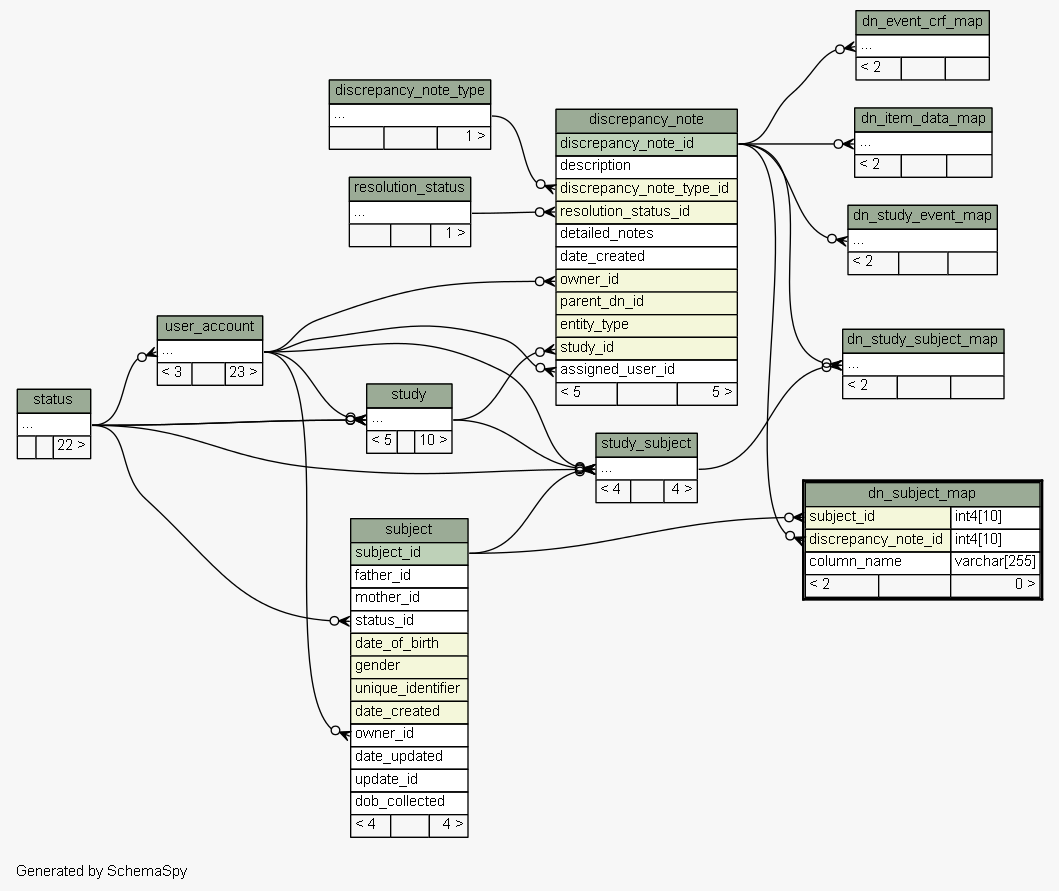 dn_event_crf_map
...
< 2
discrepancy_note_type
...
1 >
discrepancy_note
discrepancy_note_id
description
discrepancy_note_type_id
resolution_status_id
detailed_notes
date_created
owner_id
parent_dn_id
entity_type
study_id
assigned_user_id
< 5 5 >
dn_item_data_map
...
< 2
resolution_status
...
1 >
dn_study_event_map
...
< 2
user_account
...
< 3 23 >
dn_study_subject_map
...
< 2
status
...
22 >
study
...
< 5 10 >
study_subject
...
< 4 4 >
dn_subject_map
subject_id int4[10]
discrepancy_note_id int4[10]
column_name varchar[255]
< 2 0 >
subject
subject_id
father_id
mother_id
status_id
date_of_birth
gender
unique_identifier
date_created
owner_id
date_updated
update_id
dob_collected
< 4 4 >
Generated by SchemaSpy